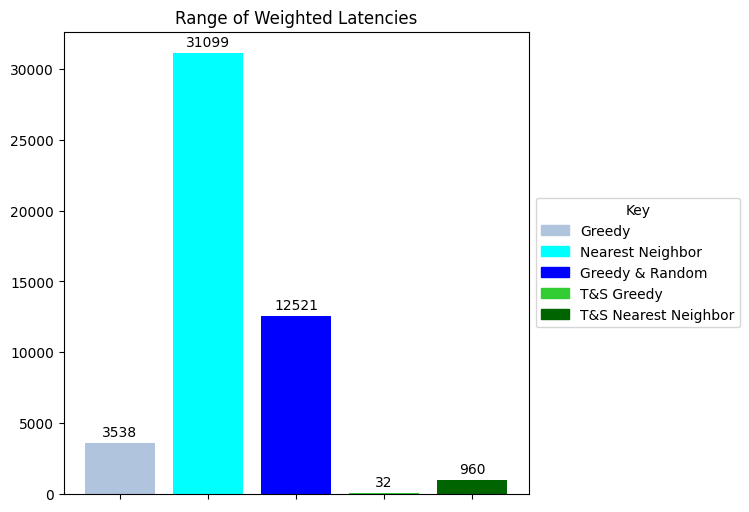 Range of Weighted Latencies
31099
30000
25000
20000
15000
12521
10000
5000
3538
960
32
0
Key
Greedy
Nearest Neighbor
Greedy & Random
T&S Greedy
T&S Nearest Neighbor